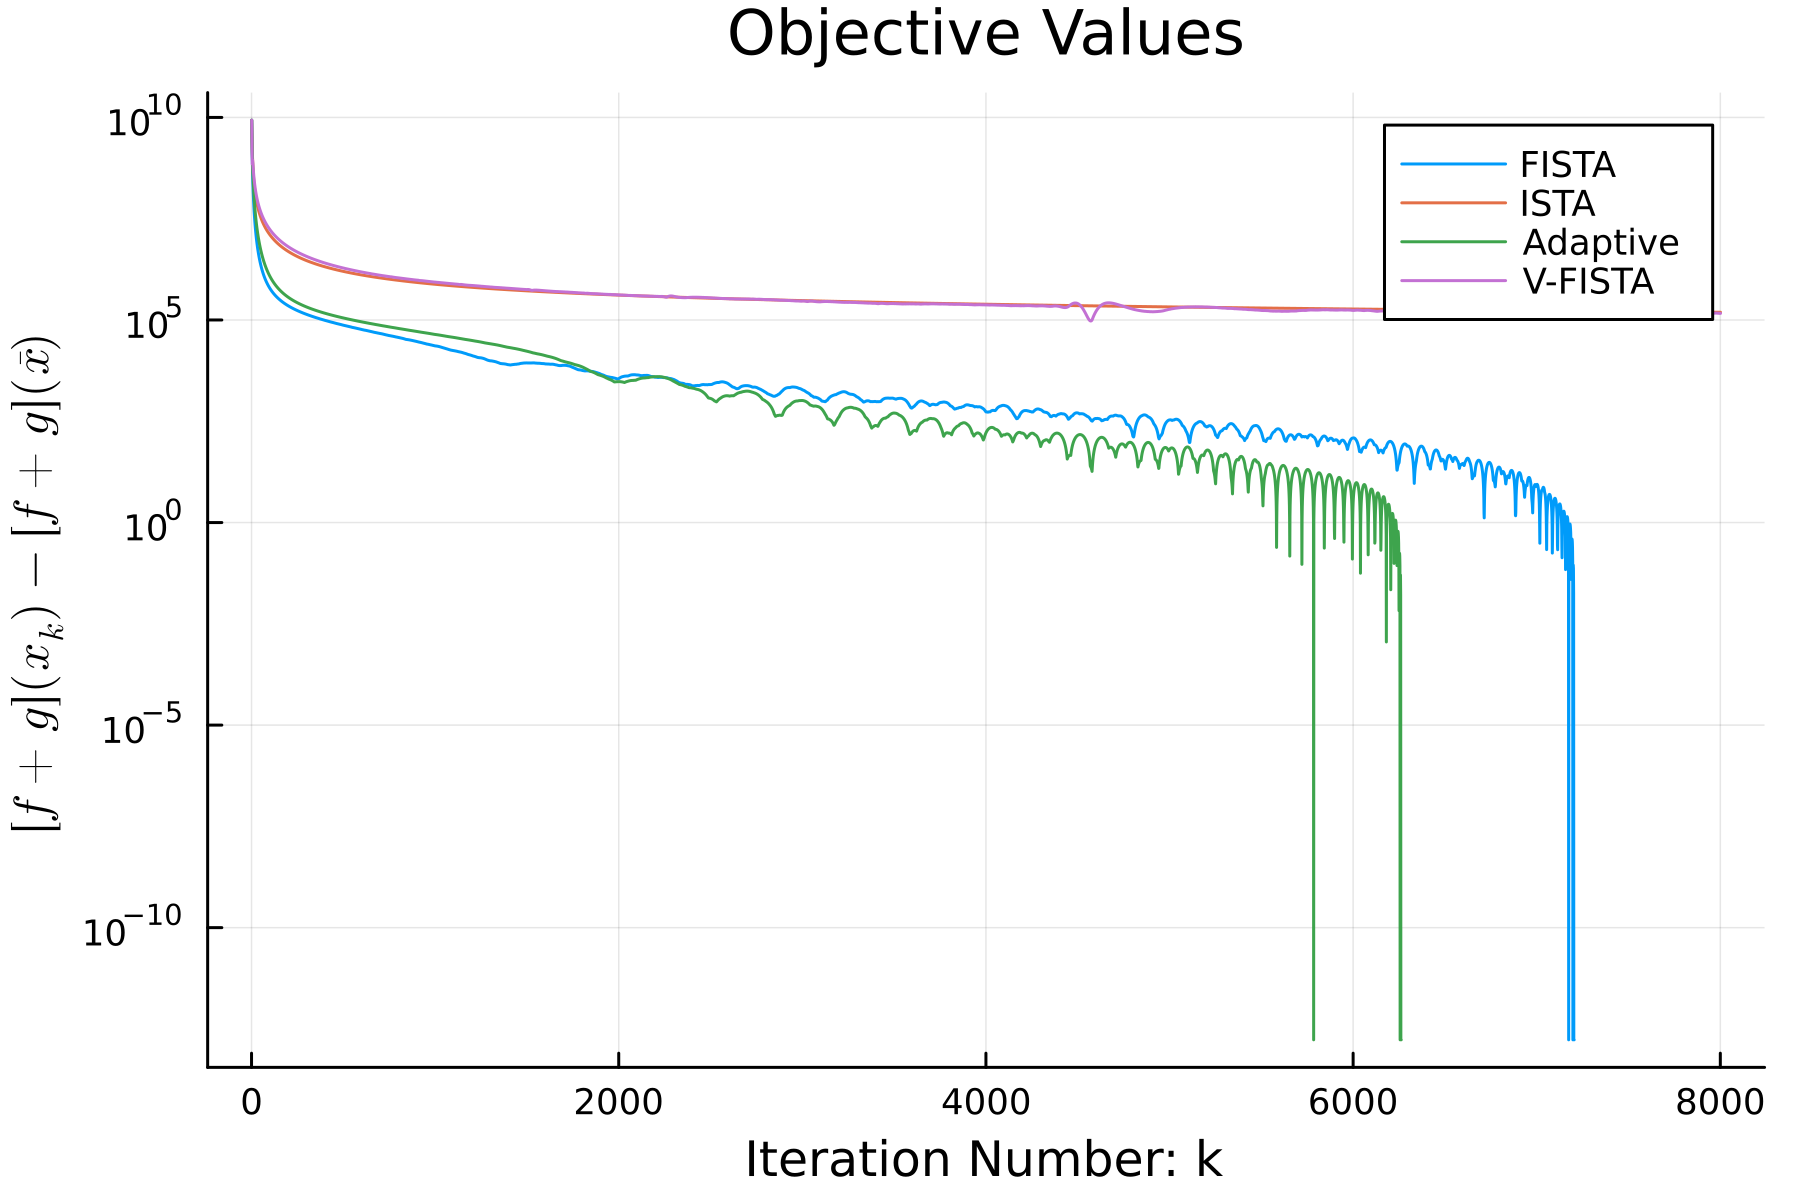 Objective Values
[f + g](x_k) − [f + g](x̄)
10^10
10^5
10^0
10^−5
10^−10
FISTA
ISTA
Adaptive
V-FISTA
0 2000 4000 6000 8000
Iteration Number: k